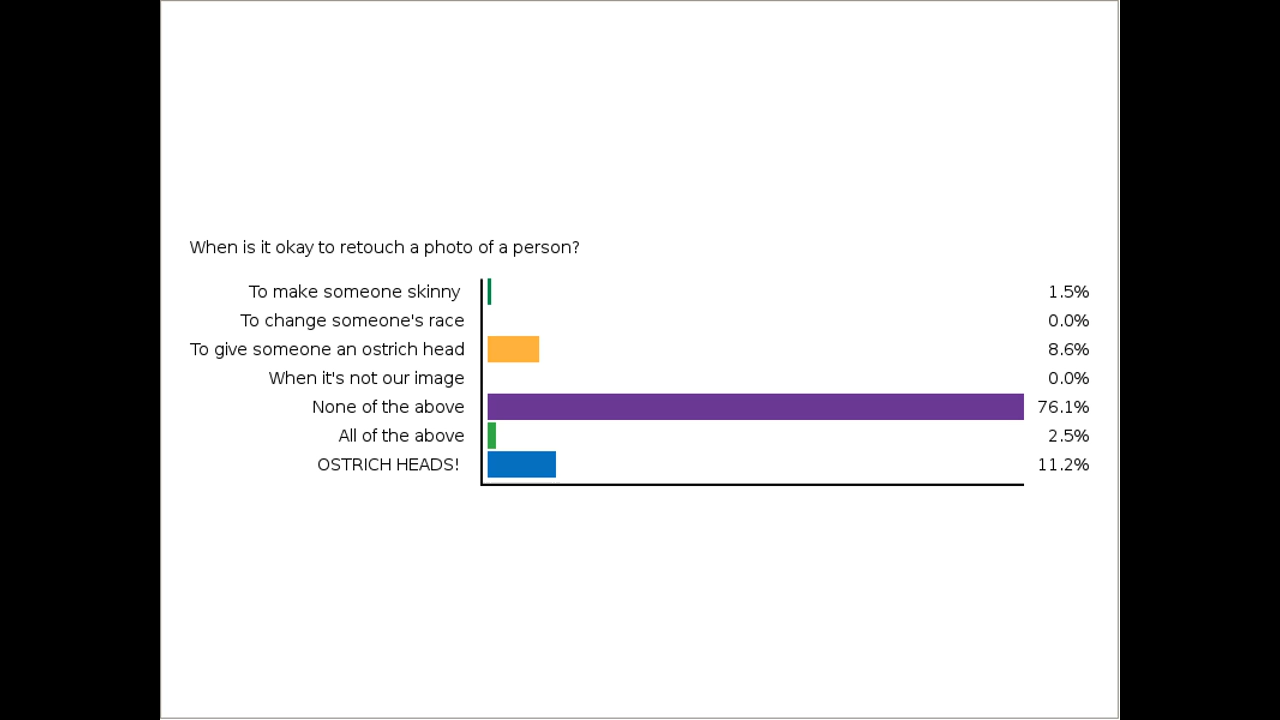 When is it okay to retouch a photo of a person?
To make someone skinny 1.5%
To change someone's race 0.0%
To give someone an ostrich head 8.6%
When it's not our image 0.0%
None of the above 76.1%
All of the above 2.5%
OSTRICH HEADS! 11.2%